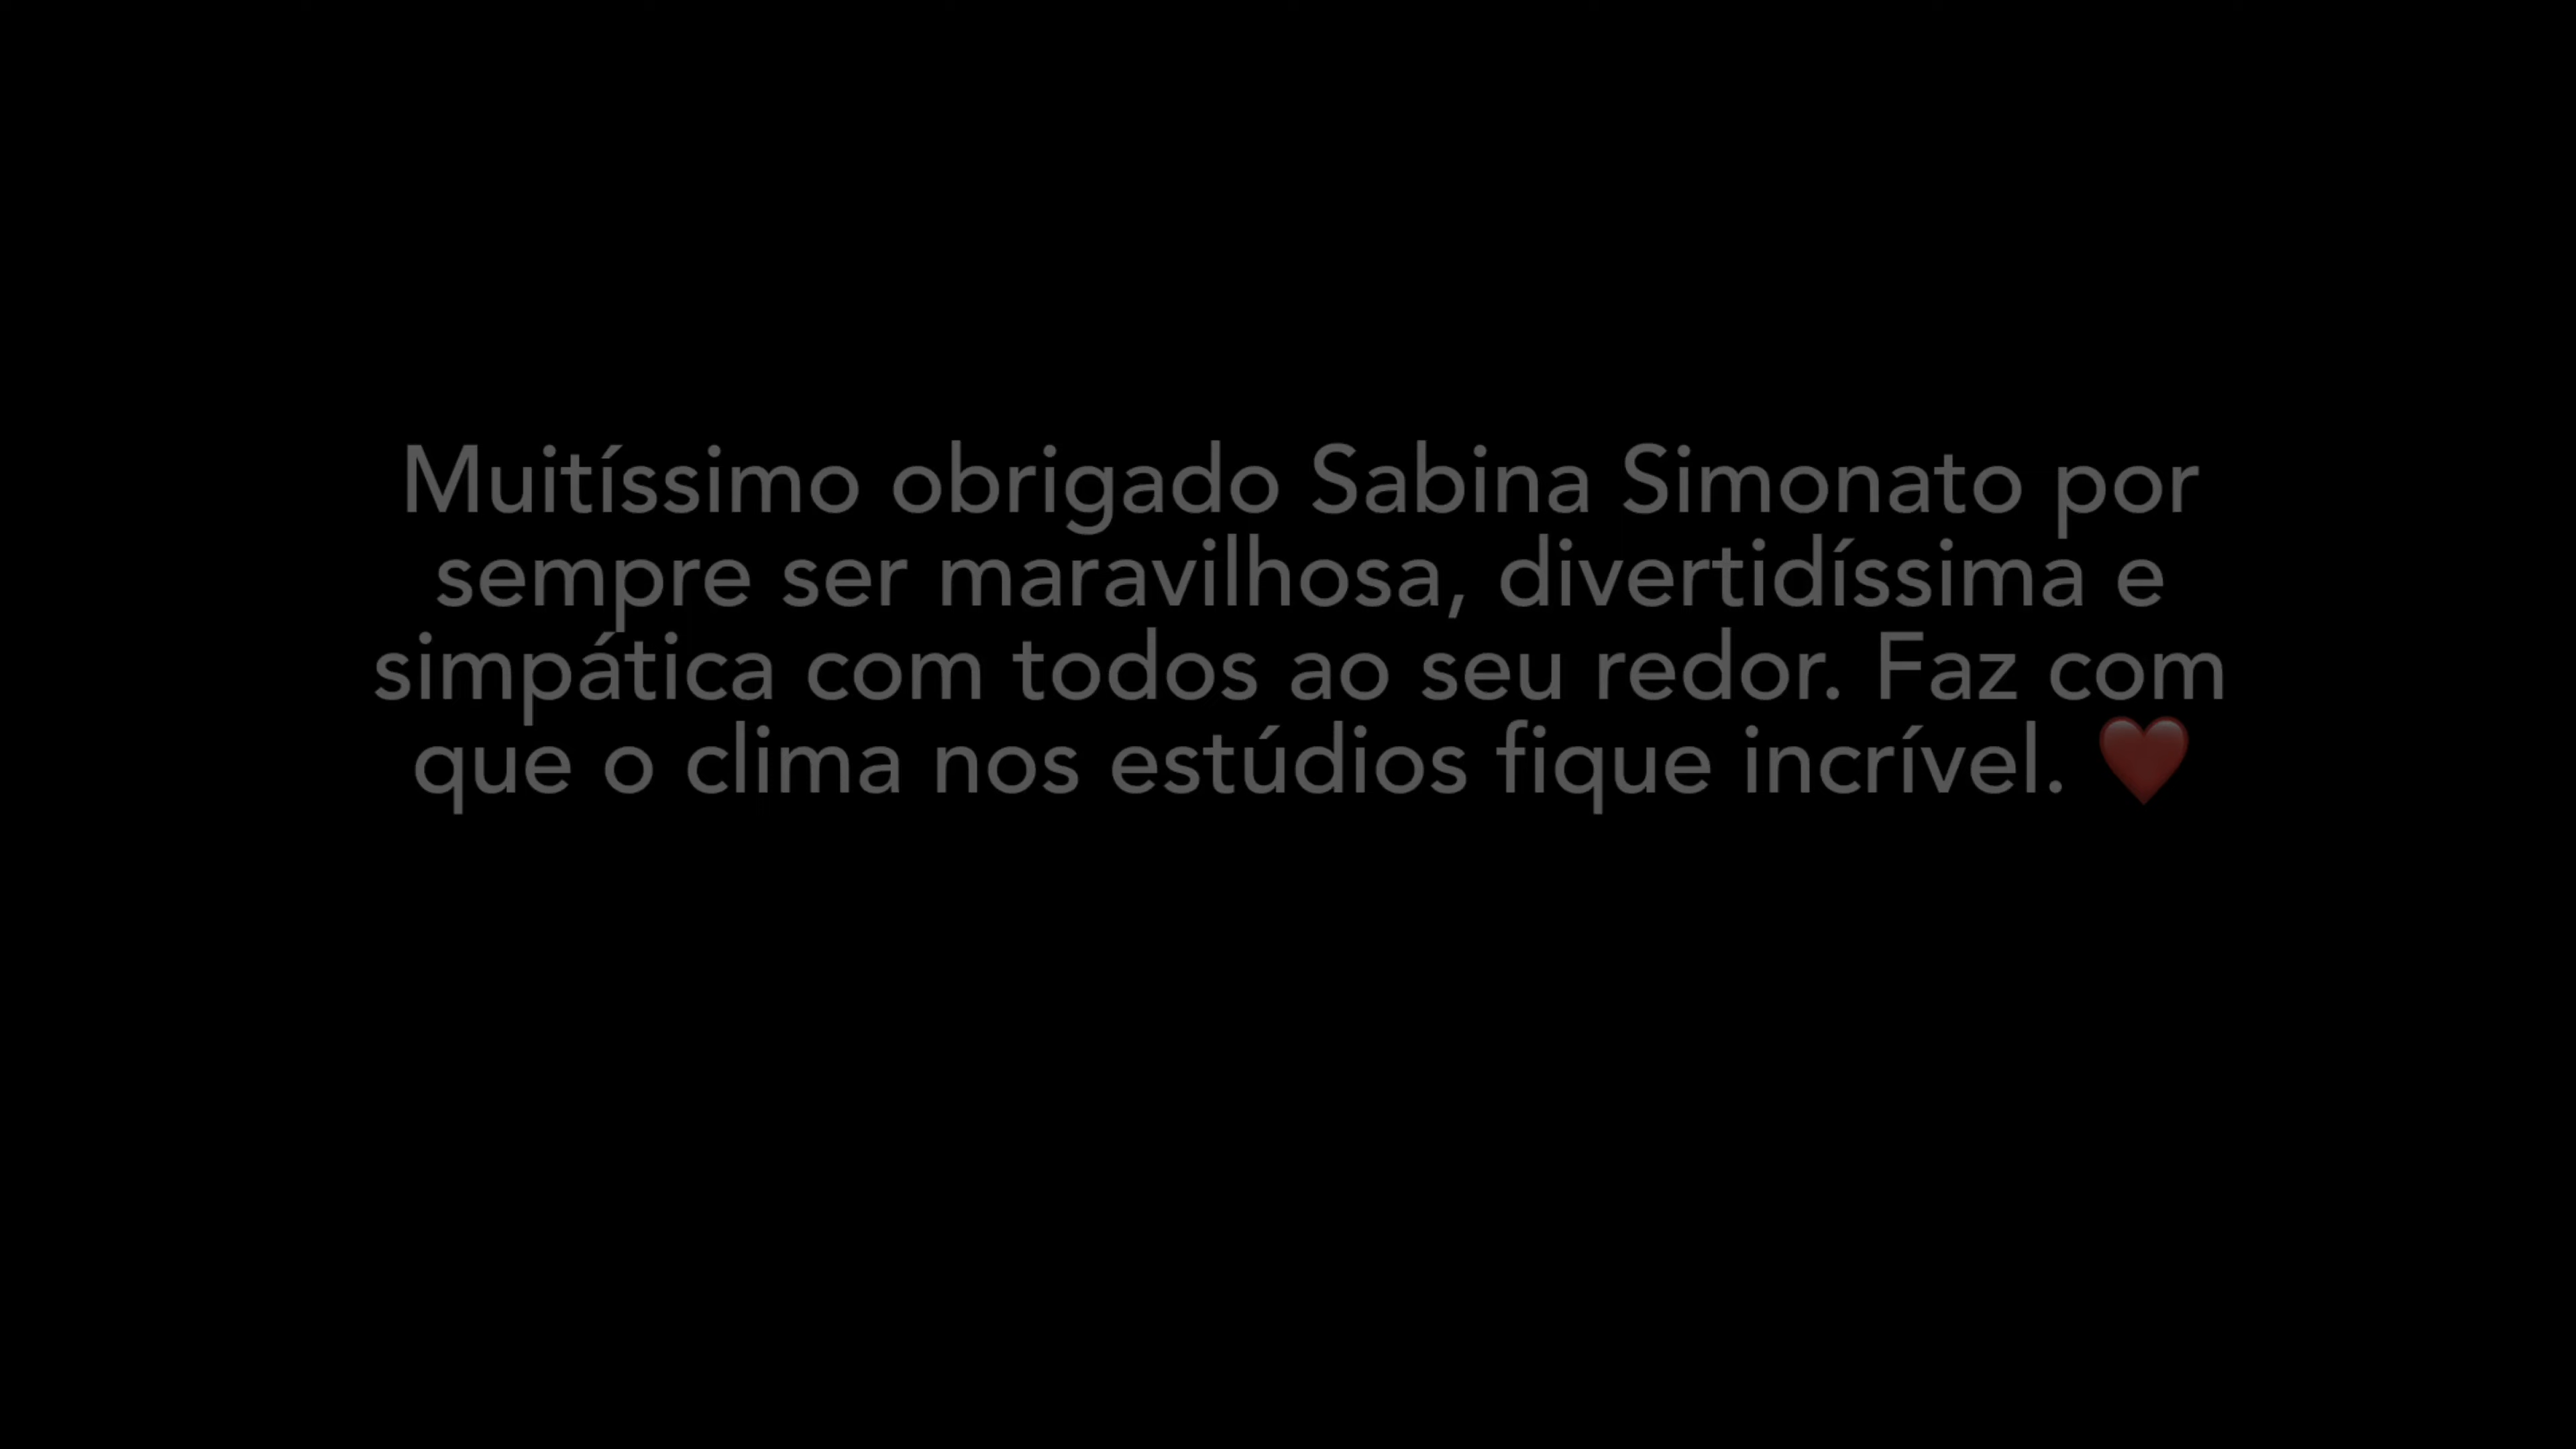 Muitíssimo obrigado Sabina Simonato por
sempre ser maravilhosa, divertidíssima e
simpática com todos ao seu redor. Faz com
que o clima nos estúdios fique incrível. ❤️